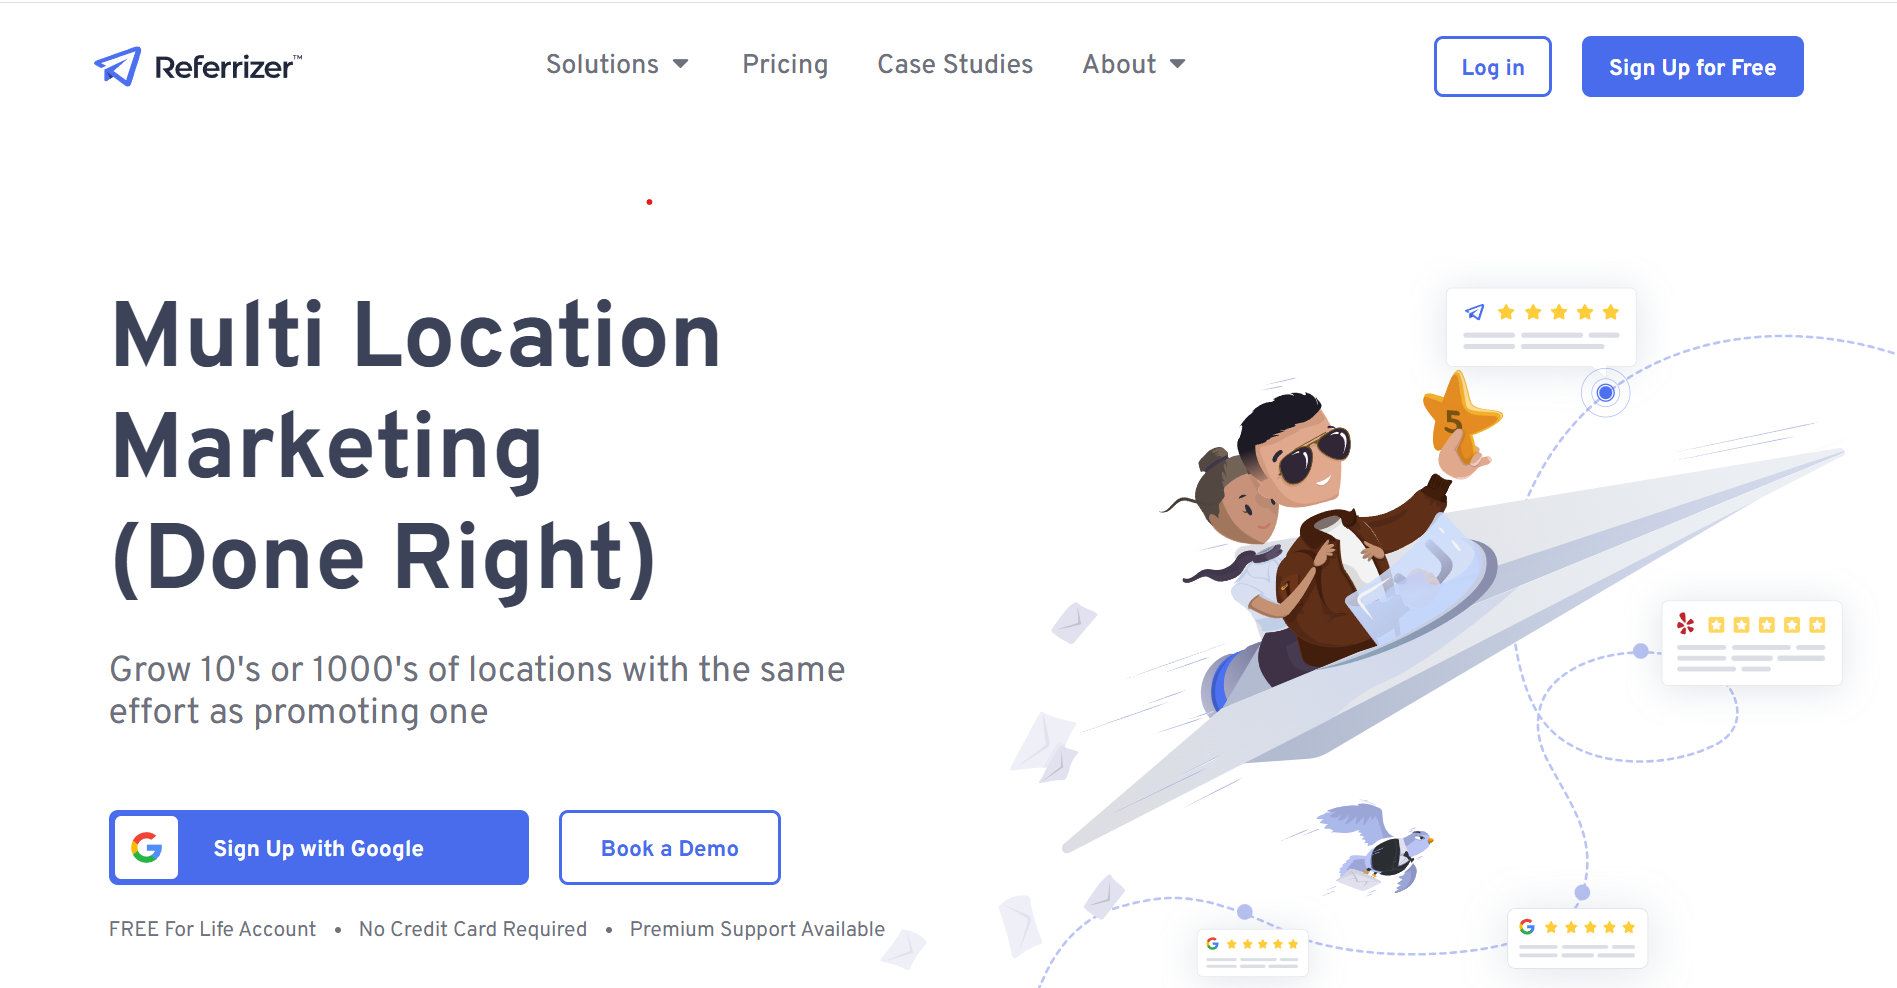 Referrizer™
Solutions
Pricing
Case Studies
About
Log in
Sign Up for Free
Multi Location
Marketing
(Done Right)
Grow 10's or 1000's of locations with the same
effort as promoting one
Sign Up with Google
Book a Demo
FREE For Life Account • No Credit Card Required • Premium Support Available
5